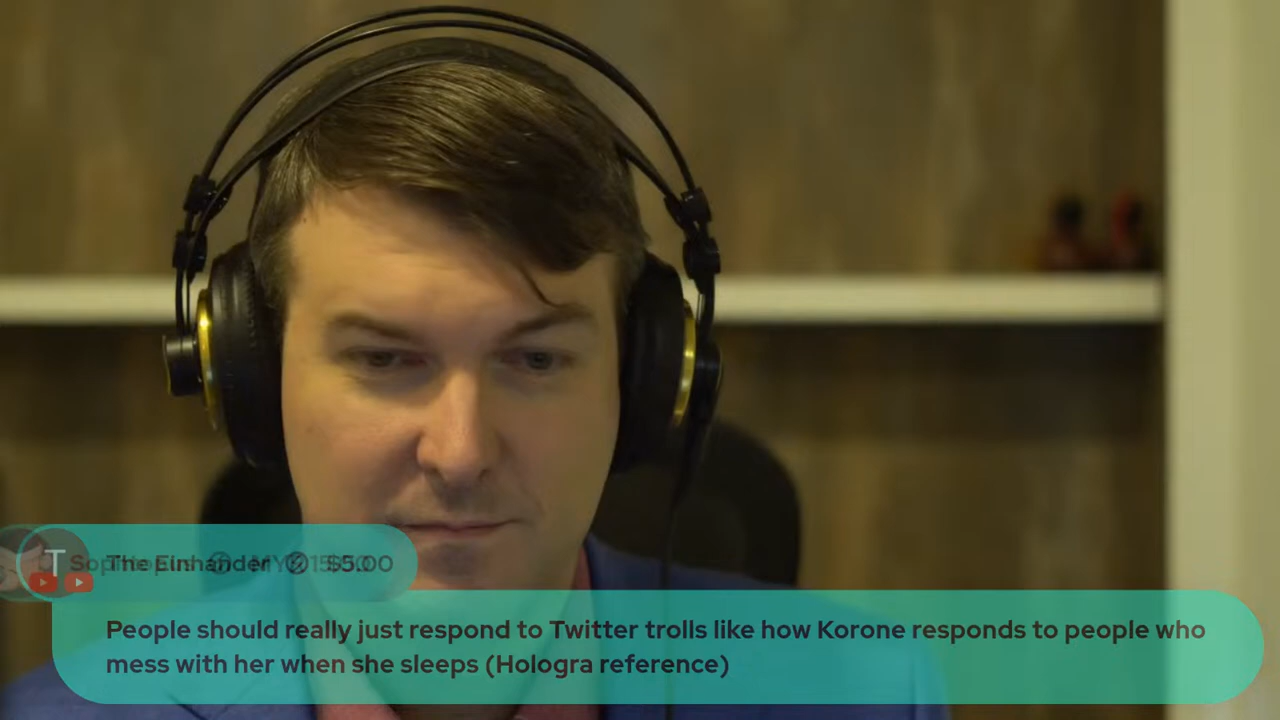 T The Einhander $5.00
People should really just respond to Twitter trolls like how Korone responds to people who
mess with her when she sleeps (Hologra reference)